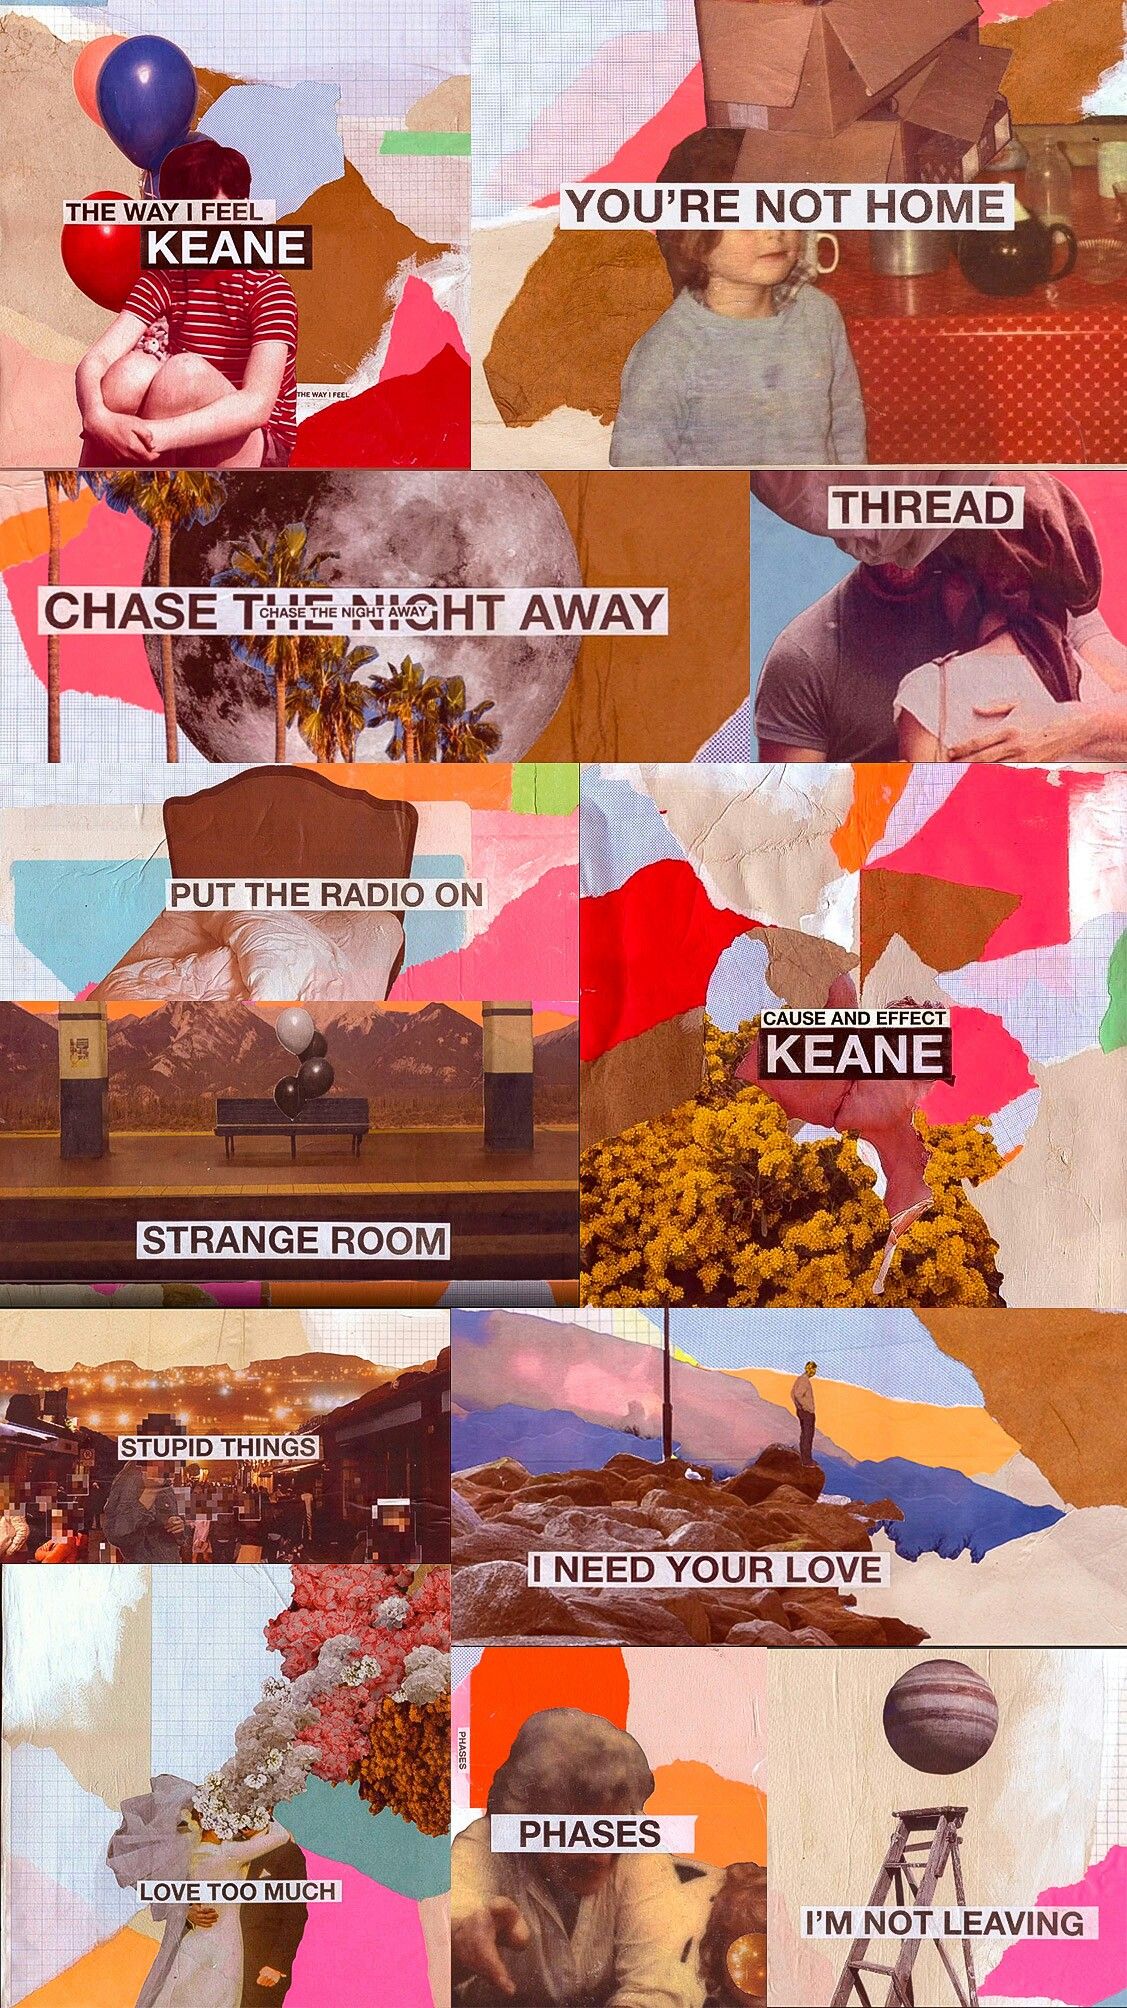 THE WAY I FEEL
KEANE
THE WAY I FEEL
YOU'RE NOT HOME
CHASE THE NIGHT AWAY
CHASE THE NIGHT AWAY
THREAD
PUT THE RADIO ON
CAUSE AND EFFECT
KEANE
STRANGE ROOM
STUPID THINGS
I NEED YOUR LOVE
LOVE TOO MUCH
PHASES
PHASES
I'M NOT LEAVING